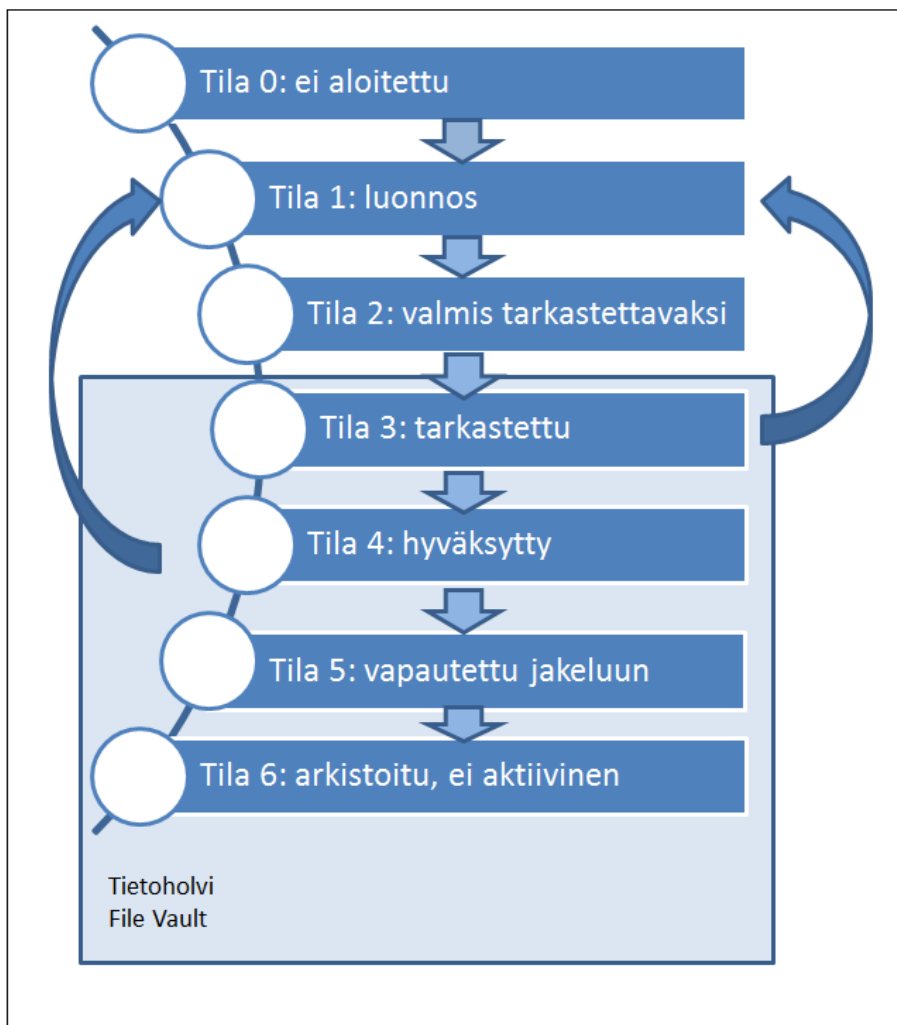 Tila 0: ei aloitettu
Tila 1: luonnos
Tila 2: valmis tarkastettavaksi
Tila 3: tarkastettu
Tila 4: hyväksytty
Tila 5: vapautettu jakeluun
Tila 6: arkistoitu, ei aktiivinen
Tietoholvi
File Vault